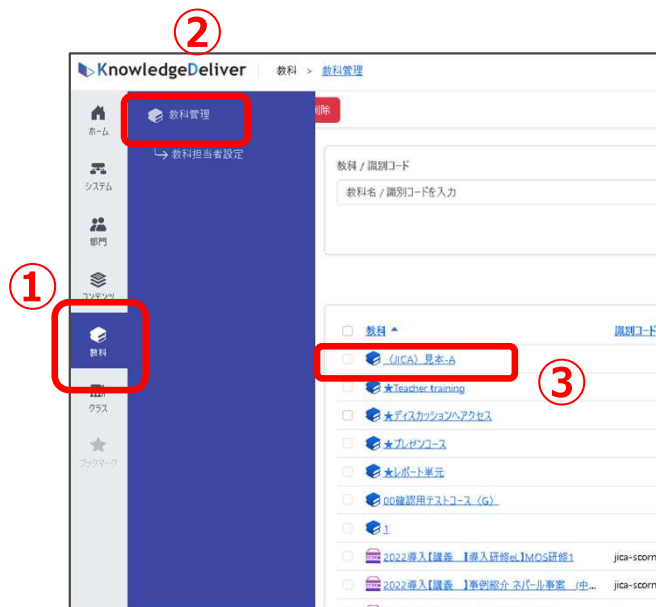 ②
KnowledgeDeliver 教科 > 教科管理
ホーム
教科管理
削除
教科担当者設定
システム
教科 / 識別コード
教科名 / 識別コードを入力
部門
①
コンテンツ
教科
教科
識別コード
(JICA) 見本-A
③
★Teacher training
クラス
★ディスカッションへアクセス
★プレゼンコース
ブックマーク
★レポート単元
00確認用テストコース (G)
1
2022導入【講義 【導入研修eL】MOS研修1 jica-scorm
2022導入【講義 】事例紹介 ネパール事案 (中... jica-scorm